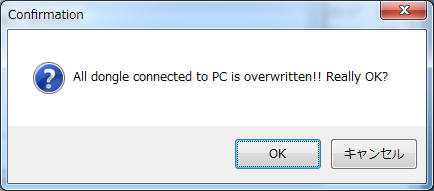 Confirmation
All dongle connected to PC is overwritten!! Really OK?
OK
キャンセル